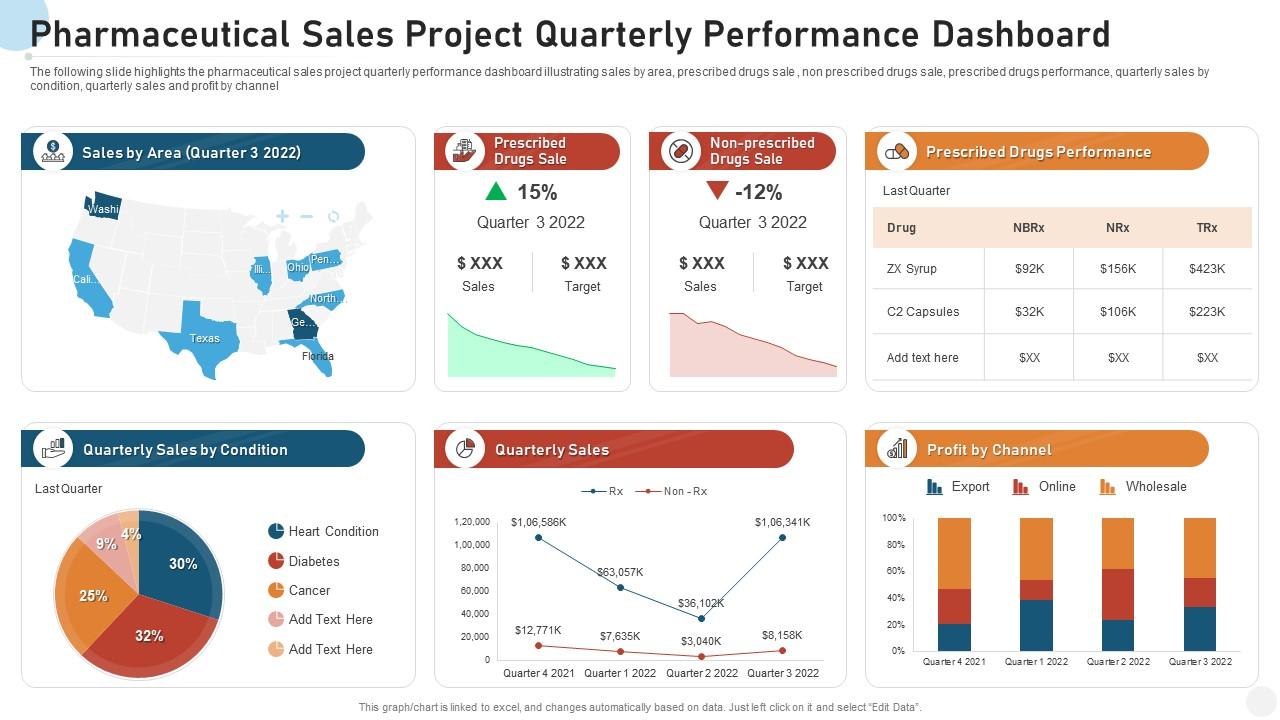 Pharmaceutical Sales Project Quarterly Performance Dashboard
The following slide highlights the pharmaceutical sales project quarterly performance dashboard illustrating sales by area, prescribed drugs sale , non prescribed drugs sale, prescribed drugs performance, quarterly sales by
condition, quarterly sales and profit by channel
Sales by Area (Quarter 3 2022)
Washi
Cali...
Texas
Illi...
Ohio
Pen...
North...
Ge...
Florida
Prescribed
Drugs Sale
15%
Quarter 3 2022
$ XXX
$ XXX
Sales
Target
Non-prescribed
Drugs Sale
-12%
Quarter 3 2022
$ XXX
$ XXX
Sales
Target
Prescribed Drugs Performance
Last Quarter
Drug NBRx NRx TRx
ZX Syrup $92K $156K $423K
C2 Capsules $32K $106K $223K
Add text here $XX $XX $XX
Quarterly Sales by Condition
Last Quarter
30%
32%
25%
9%
4%
Heart Condition
Diabetes
Cancer
Add Text Here
Add Text Here
Quarterly Sales
Rx Non - Rx
1,20,000
1,00,000
80,000
60,000
40,000
20,000
0
$1,06,586K
$63,057K
$36,102K
$1,06,341K
$12,771K
$7,635K
$3,040K
$8,158K
Quarter 4 2021 Quarter 1 2022 Quarter 2 2022 Quarter 3 2022
Profit by Channel
Export Online Wholesale
100%
80%
60%
40%
20%
0%
Quarter 4 2021 Quarter 1 2022 Quarter 2 2022 Quarter 3 2022
This graph/chart is linked to excel, and changes automatically based on data. Just left click on it and select “Edit Data”.